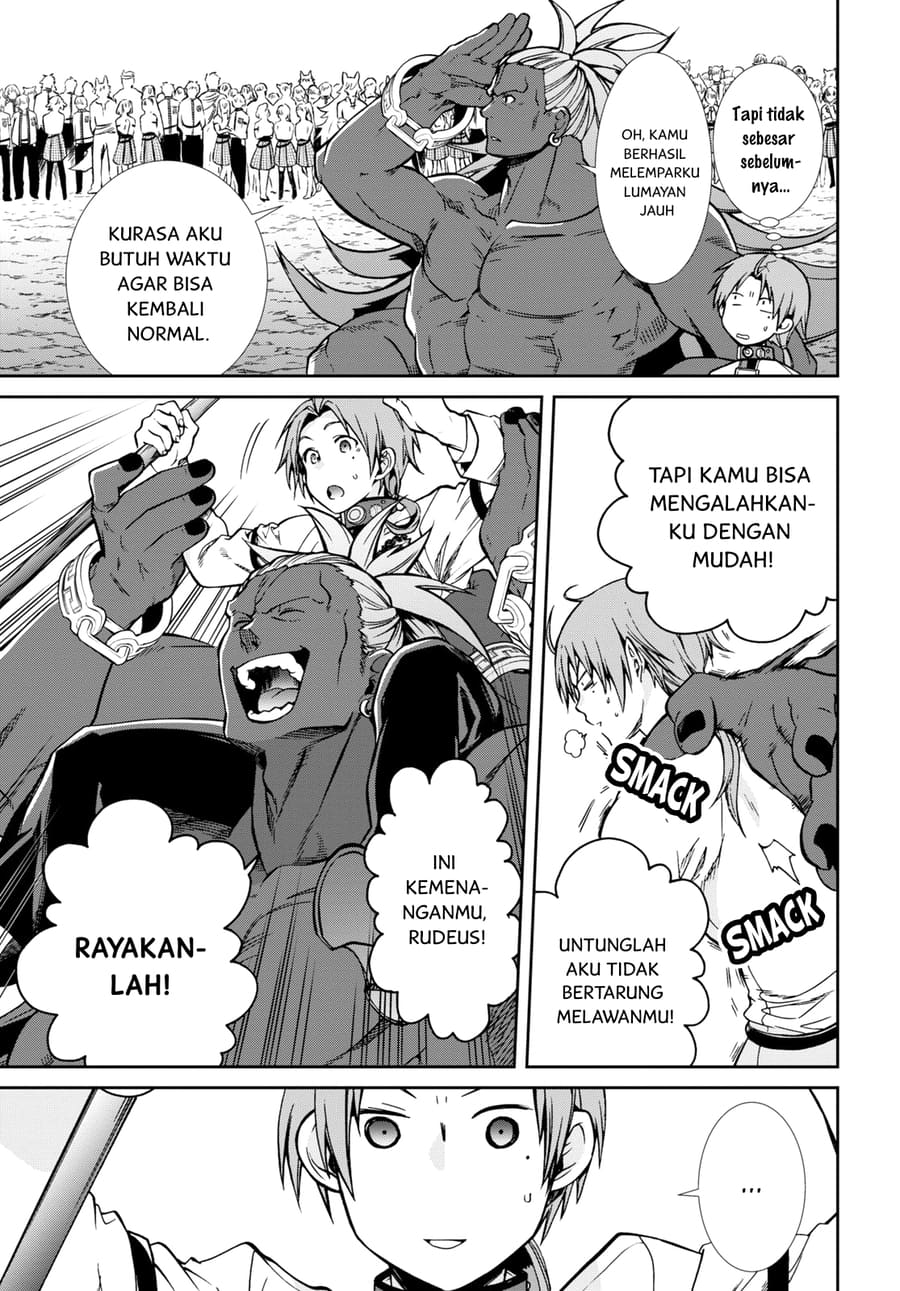 Tapi tidak
sebesar
sebelum-
nya...
OH, KAMU
BERHASIL
MELEMPARKU
LUMAYAN
JAUH
KURASA AKU
BUTUH WAKTU
AGAR BISA
KEMBALI
NORMAL.
TAPI KAMU BISA
MENGALAHKAN-
KU DENGAN
MUDAH!
SMACK
SMACK
UNTUNGLAH
AKU TIDAK
BERTARUNG
MELAWANMU!
INI
KEMENA-
NGANMU,
RUDEUS!
RAYAKAN-
LAH!
...